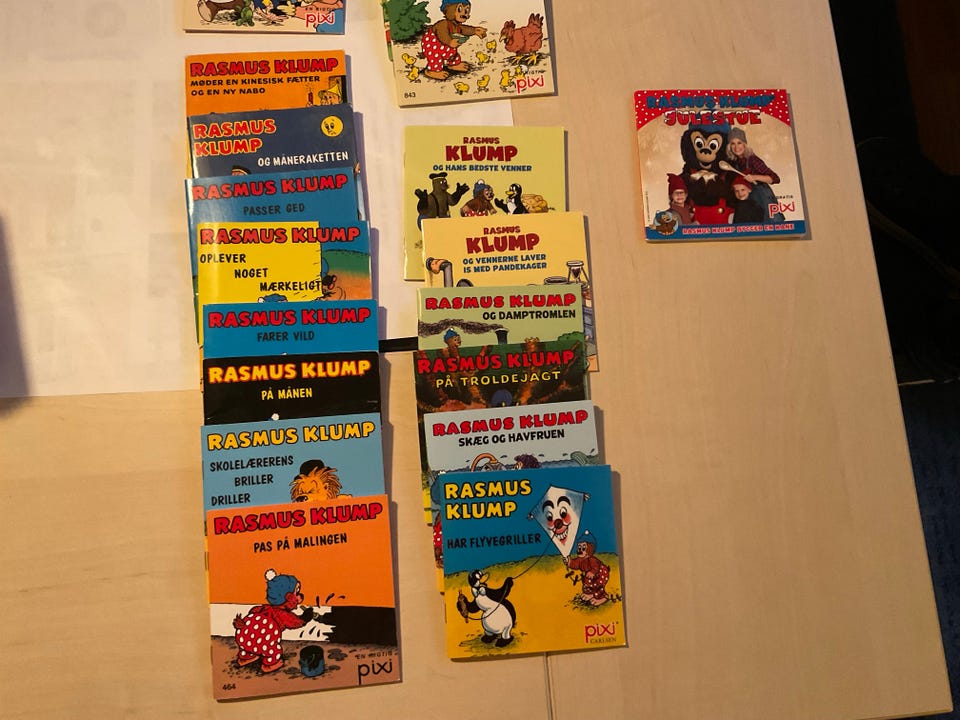 pixi
RASMUS KLUMP
MØDER EN KINESISK FÆTTER
OG EN NY NABO
RASMUS
KLUMP
OG MÅNERAKETTEN
RASMUS KLUMP
PASSER GED
RASMUS KLUMP
OPLEVER
NOGET
MÆRKELIGT
RASMUS KLUMP
FARER VILD
RASMUS KLUMP
PÅ MÅNEN
RASMUS KLUMP
SKOLELÆRERENS
BRILLER
DRILLER
RASMUS KLUMP
PAS PÅ MALINGEN
EN RIGTIG
pixi
464
843
pixi
RASMUS
KLUMP
OG HANS BEDSTE VENNER
RASMUS
KLUMP
OG VENNERNE LAVER
IS MED PANDEKAGER
RASMUS KLUMP
OG DAMPTROMLEN
RASMUS KLUMP
PÅ TROLDEJAGT
RASMUS KLUMP
SKÆG OG HAVFRUEN
RASMUS
KLUMP
HAR FLYVEGRILLER
pixi
CARLSEN
RASMUS KLUMP
JULESTUE
pixi
RASMUS KLUMP BYGGER EN KANE